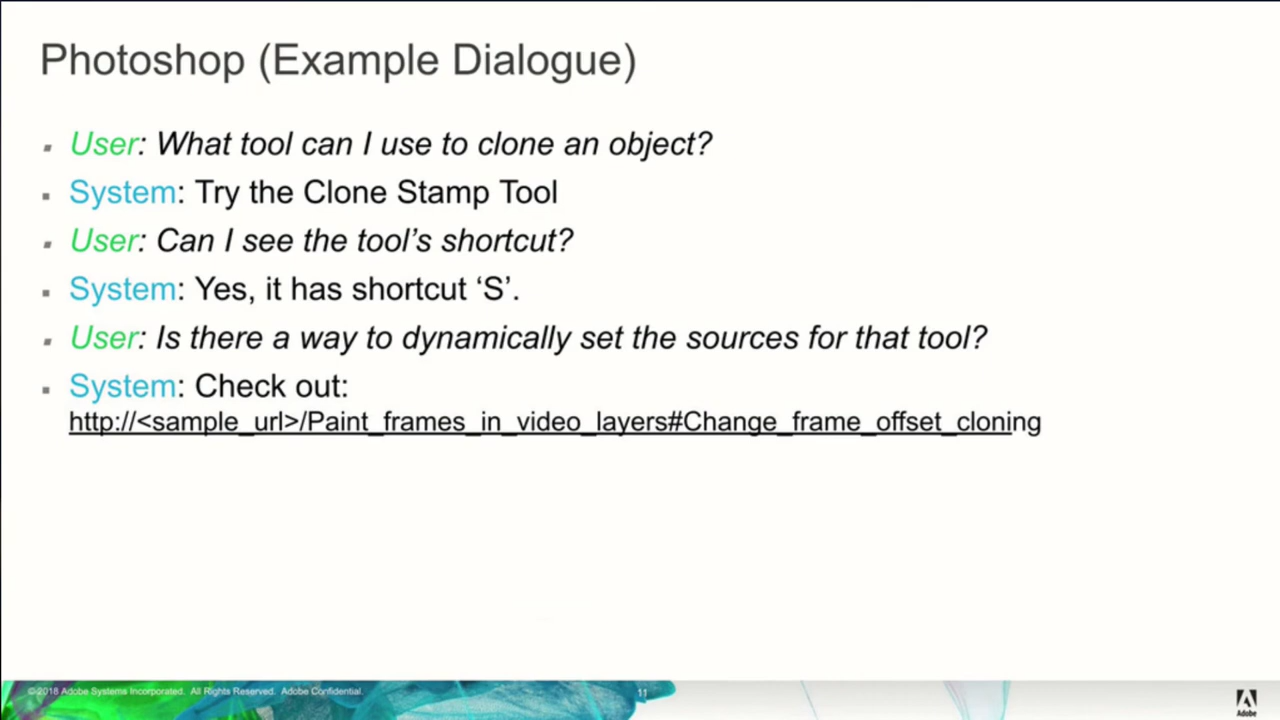 Photoshop (Example Dialogue)
User: What tool can I use to clone an object?
System: Try the Clone Stamp Tool
User: Can I see the tool’s shortcut?
System: Yes, it has shortcut ‘S’.
User: Is there a way to dynamically set the sources for that tool?
System: Check out:
http://<sample_url>/Paint_frames_in_video_layers#Change_frame_offset_cloning
©2018 Adobe Systems Incorporated. All Rights Reserved. Adobe Confidential.
11
Adobe